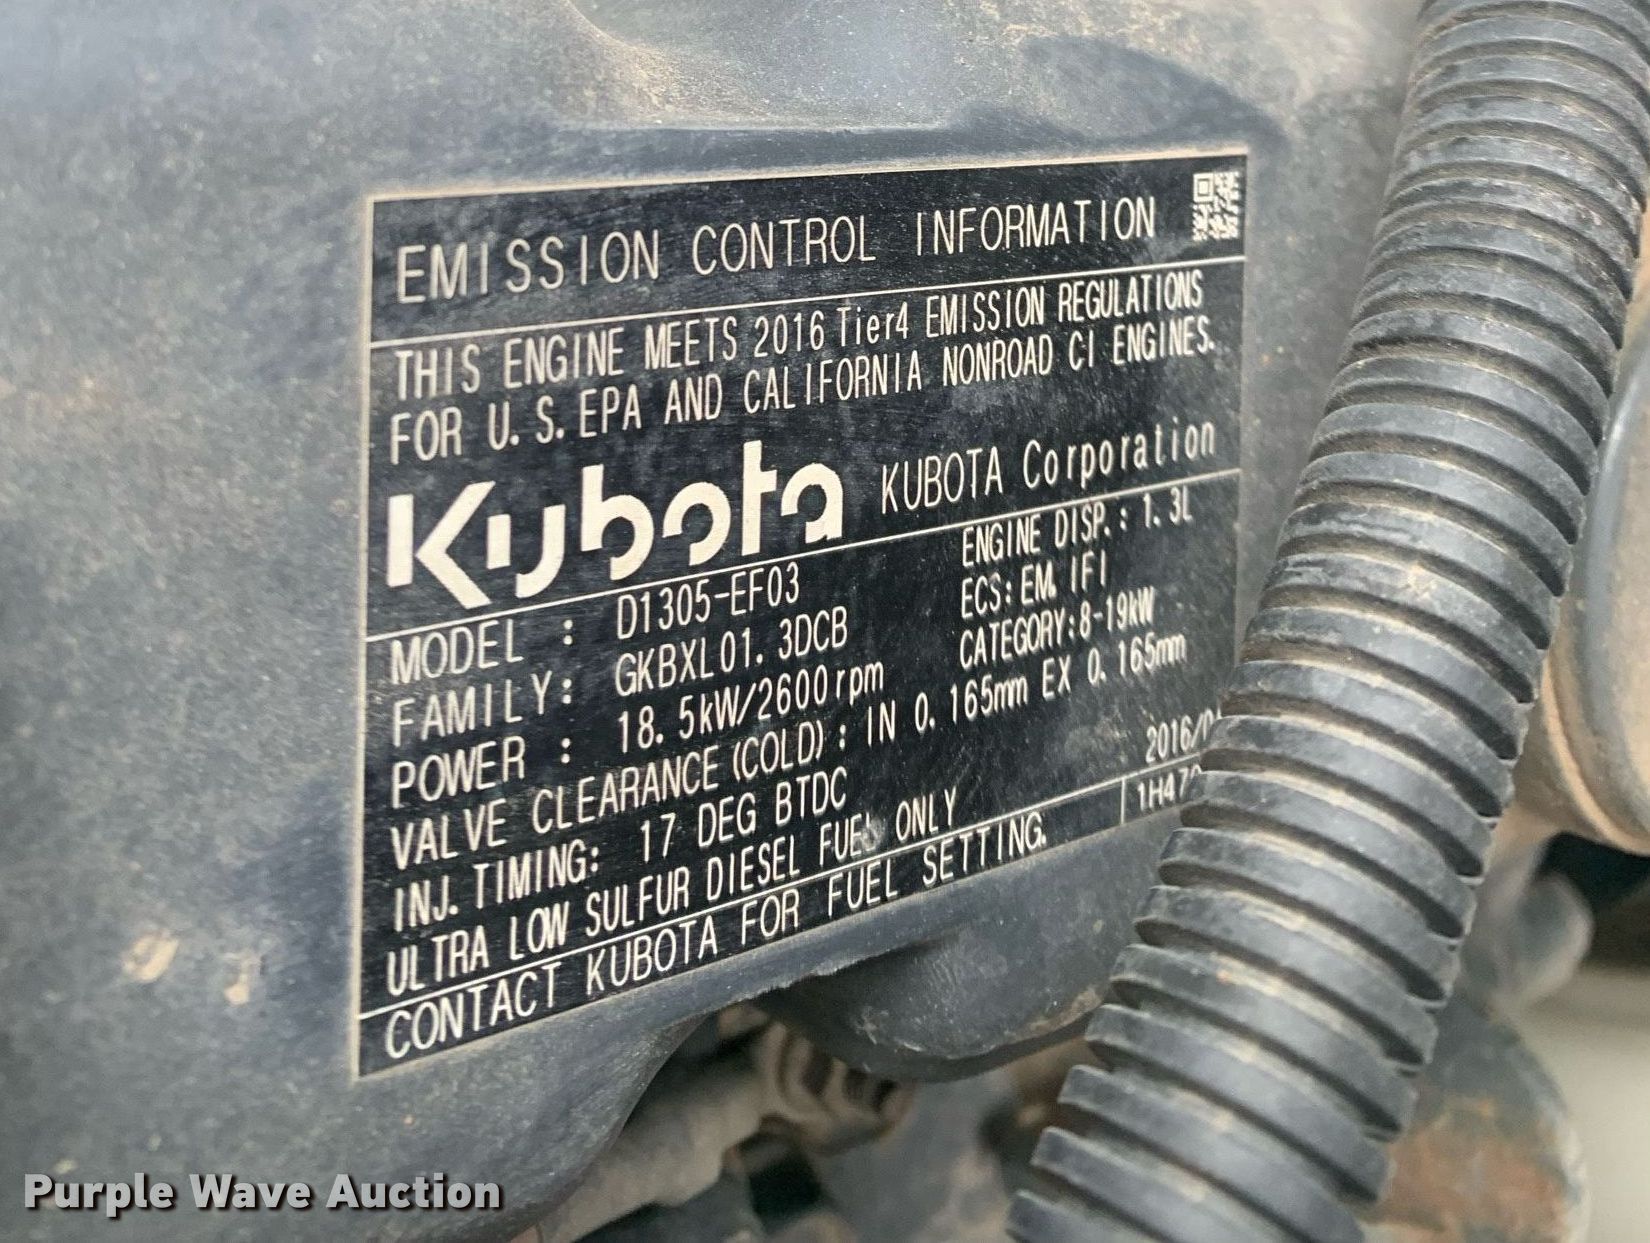 EMISSION CONTROL INFORMATION
THIS ENGINE MEETS 2016 Tier4 EMISSION REGULATIONS
FOR U.S.EPA AND CALIFORNIA NONROAD CI ENGINES.
Kubota KUBOTA Corporation
MODEL : D1305-EF03 ENGINE DISP.: 1.3L
FAMILY: GKBXL01.3DCB ECS: EM, IFI
POWER : 18.5kW/2600rpm CATEGORY:8-19kW
VALVE CLEARANCE (COLD) : IN 0.165mm EX 0.165mm
INJ. TIMING: 17 DEG BTDC
ULTRA LOW SULFUR DIESEL FUEL ONLY 2016/0
CONTACT KUBOTA FOR FUEL SETTING. 1H47
Purple Wave Auction